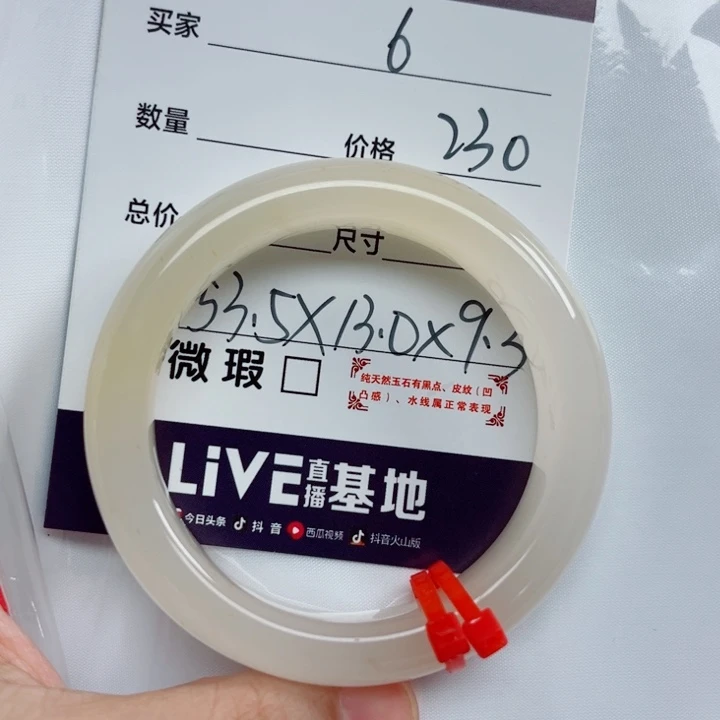 买家 6
数量 价格 230
总价 尺寸
53.5X13.0X9.5
微瑕 □
纯天然玉石有黑点、皮纹（凹
凸感）、水线属正常表现
LiVE直播基地
今日头条 抖音 西瓜视频 抖音火山版